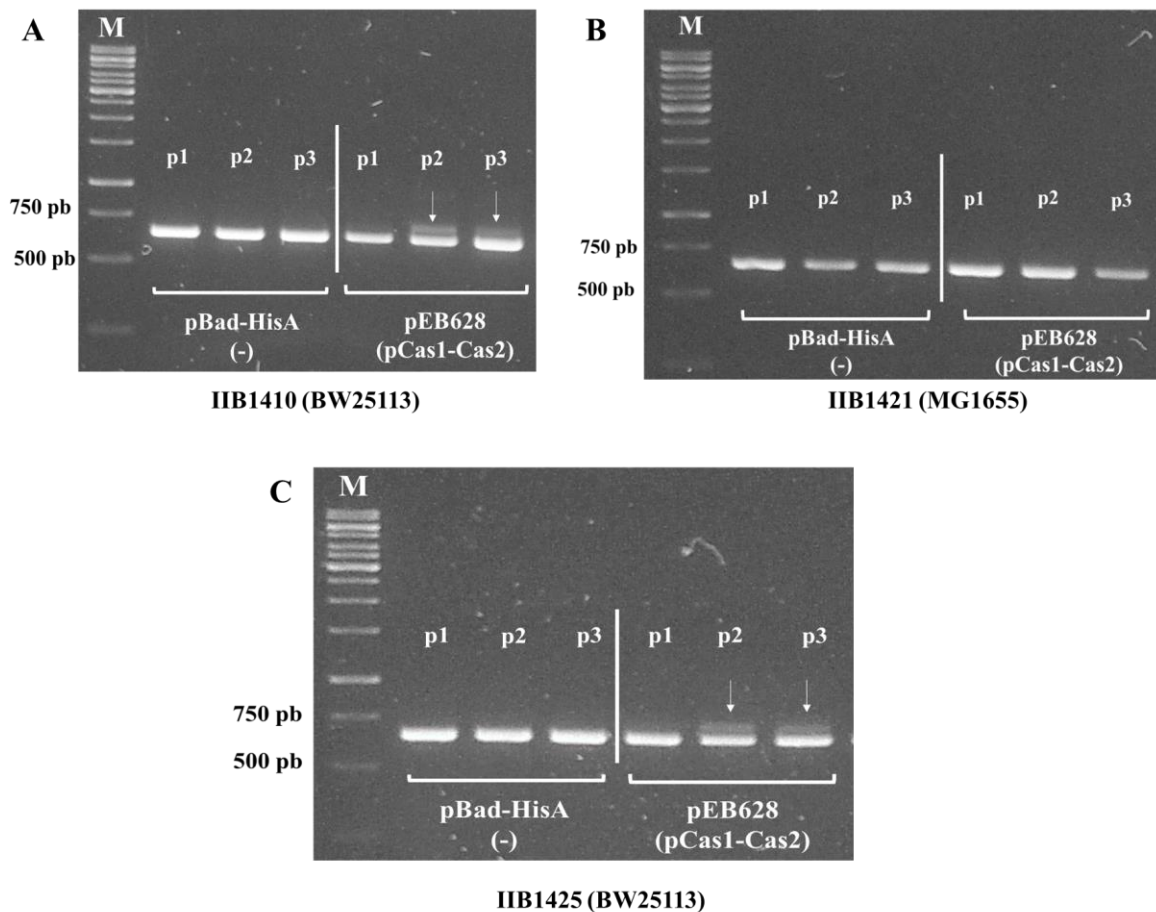 A
M
p1 p2 p3 p1 p2 p3
750 pb
500 pb
pBad-HisA
(-)
pEB628
(pCas1-Cas2)
IIB1410 (BW25113)
B
M
p1 p2 p3 p1 p2 p3
750 pb
500 pb
pBad-HisA
(-)
pEB628
(pCas1-Cas2)
IIB1421 (MG1655)
C
M
p1 p2 p3 p1 p2 p3
750 pb
500 pb
pBad-HisA
(-)
pEB628
(pCas1-Cas2)
IIB1425 (BW25113)